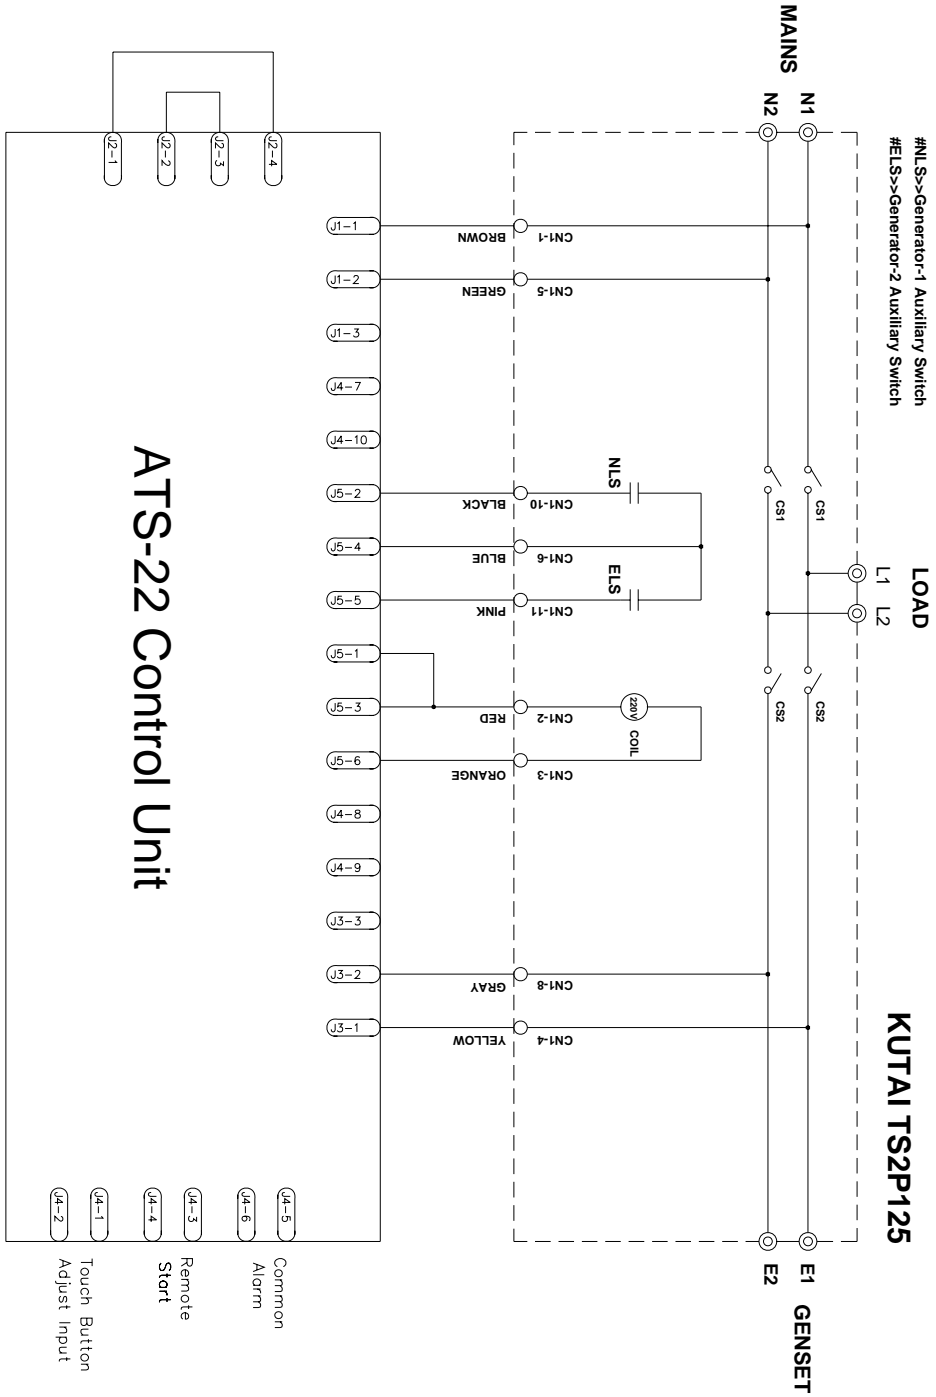 KUTAI TS2P125
#NLS>>Generator-1 Auxiliary Switch
#ELS>>Generator-2 Auxiliary Switch
LOAD
L1
L2
MAINS
N1
N2
CS1
CS1
CS2
CS2
E1
E2
GENSET
NLS
ELS
220V
COIL
CN1-1
CN1-5
CN1-10
CN1-6
CN1-11
CN1-2
CN1-3
CN1-8
CN1-4
BROWN
GREEN
BLACK
BLUE
PINK
RED
ORANGE
GRAY
YELLOW
J1-1
J1-2
J1-3
J4-7
J4-10
J5-2
J5-4
J5-5
J5-1
J5-3
J5-6
J4-8
J4-9
J3-3
J3-2
J3-1
J2-4
J2-3
J2-2
J2-1
ATS-22 Control Unit
J4-5
J4-6
J4-3
J4-4
J4-1
J4-2
Common
Alarm
Remote
Start
Touch Button
Adjust Input